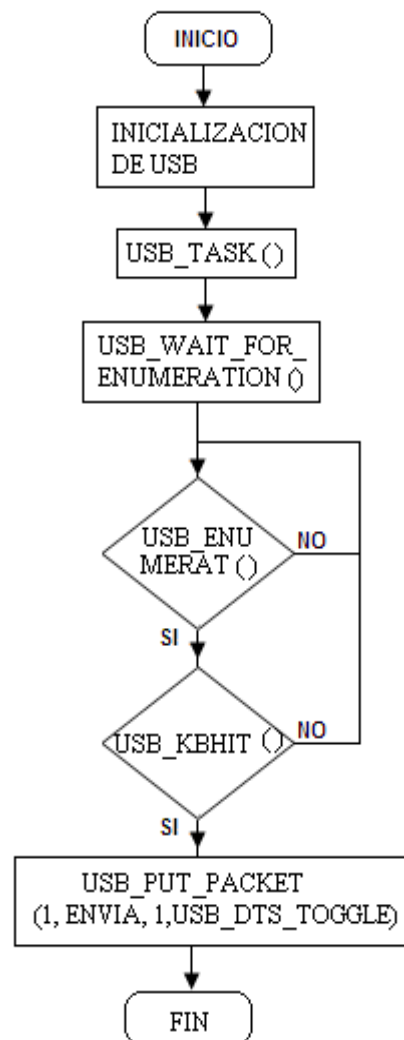 INICIO
INICIALIZACION
DE USB
USB_TASK ()
USB_WAIT_FOR_
ENUMERATION ()
USB_ENU
MERAT ()
NO
SI
USB_KBHIT ()
NO
SI
USB_PUT_PACKET
(1, ENVIA, 1,USB_DTS_TOGGLE)
FIN